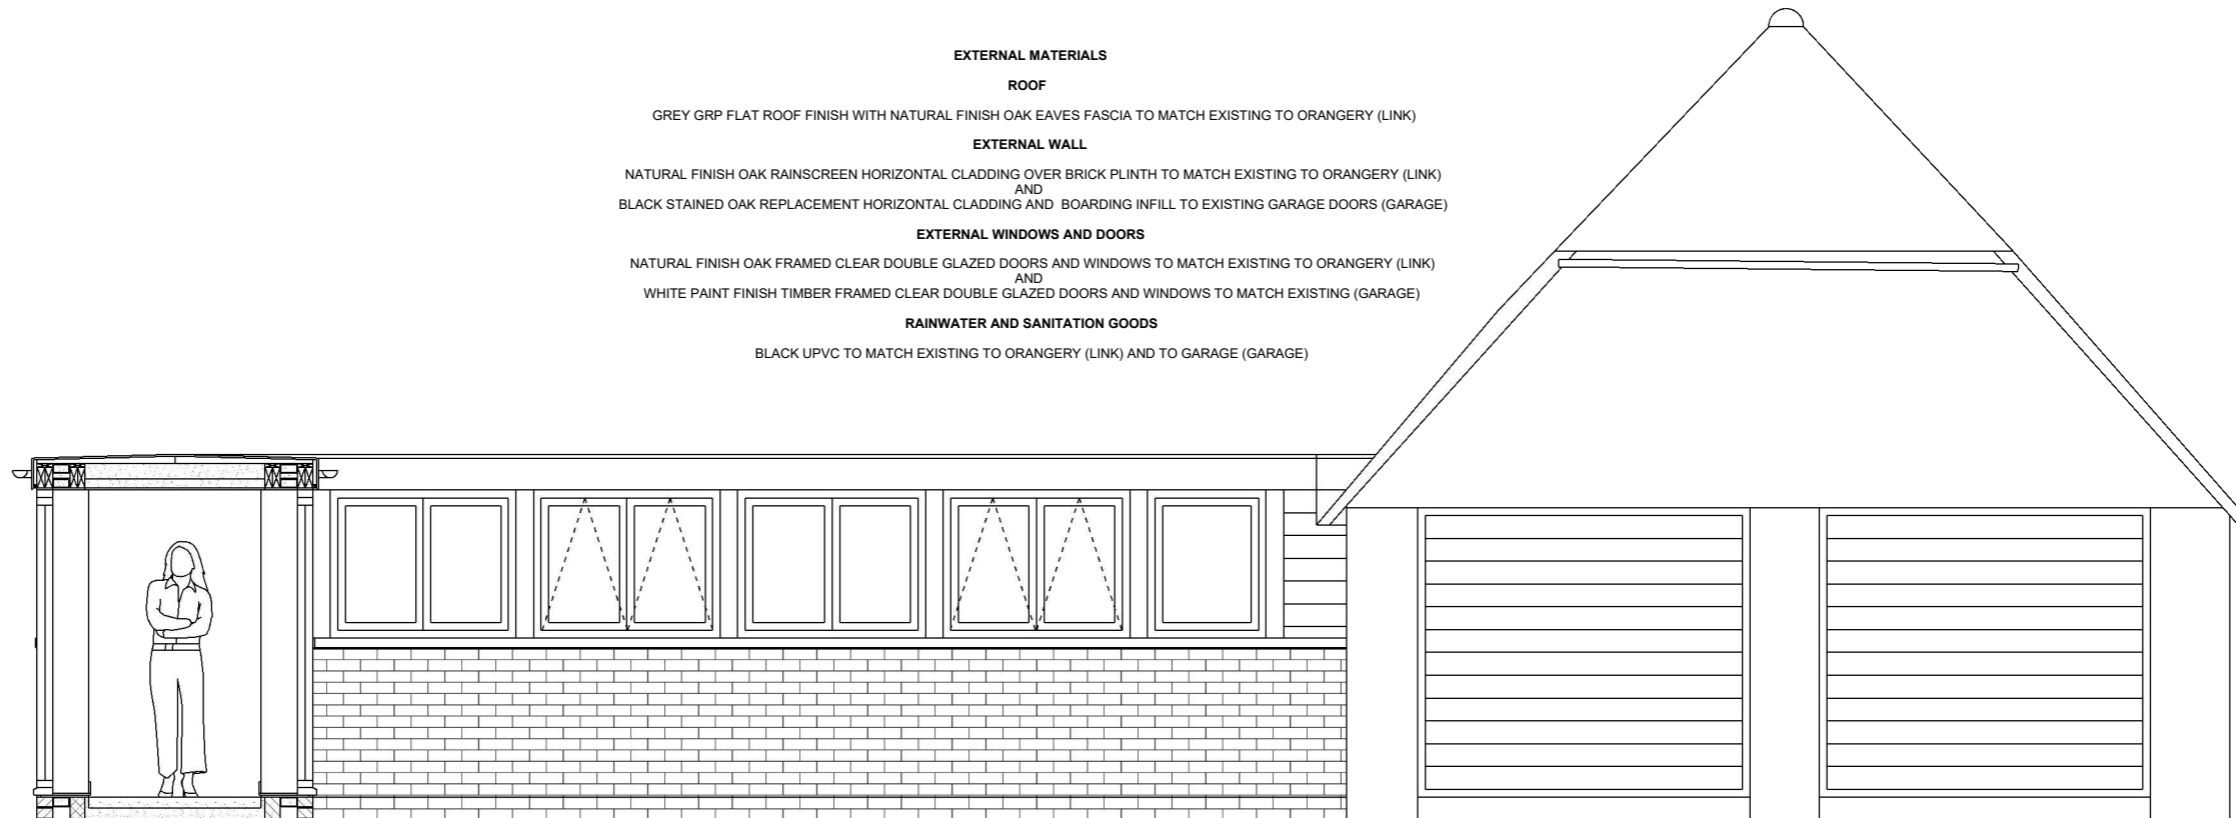 EXTERNAL MATERIALS
ROOF
GREY GRP FLAT ROOF FINISH WITH NATURAL FINISH OAK EAVES FASCIA TO MATCH EXISTING TO ORANGERY (LINK)
EXTERNAL WALL
NATURAL FINISH OAK RAINSCREEN HORIZONTAL CLADDING OVER BRICK PLINTH TO MATCH EXISTING TO ORANGERY (LINK)
AND
BLACK STAINED OAK REPLACEMENT HORIZONTAL CLADDING AND BOARDING INFILL TO EXISTING GARAGE DOORS (GARAGE)
EXTERNAL WINDOWS AND DOORS
NATURAL FINISH OAK FRAMED CLEAR DOUBLE GLAZED DOORS AND WINDOWS TO MATCH EXISTING TO ORANGERY (LINK)
AND
WHITE PAINT FINISH TIMBER FRAMED CLEAR DOUBLE GLAZED DOORS AND WINDOWS TO MATCH EXISTING (GARAGE)
RAINWATER AND SANITATION GOODS
BLACK UPVC TO MATCH EXISTING TO ORANGERY (LINK) AND TO GARAGE (GARAGE)